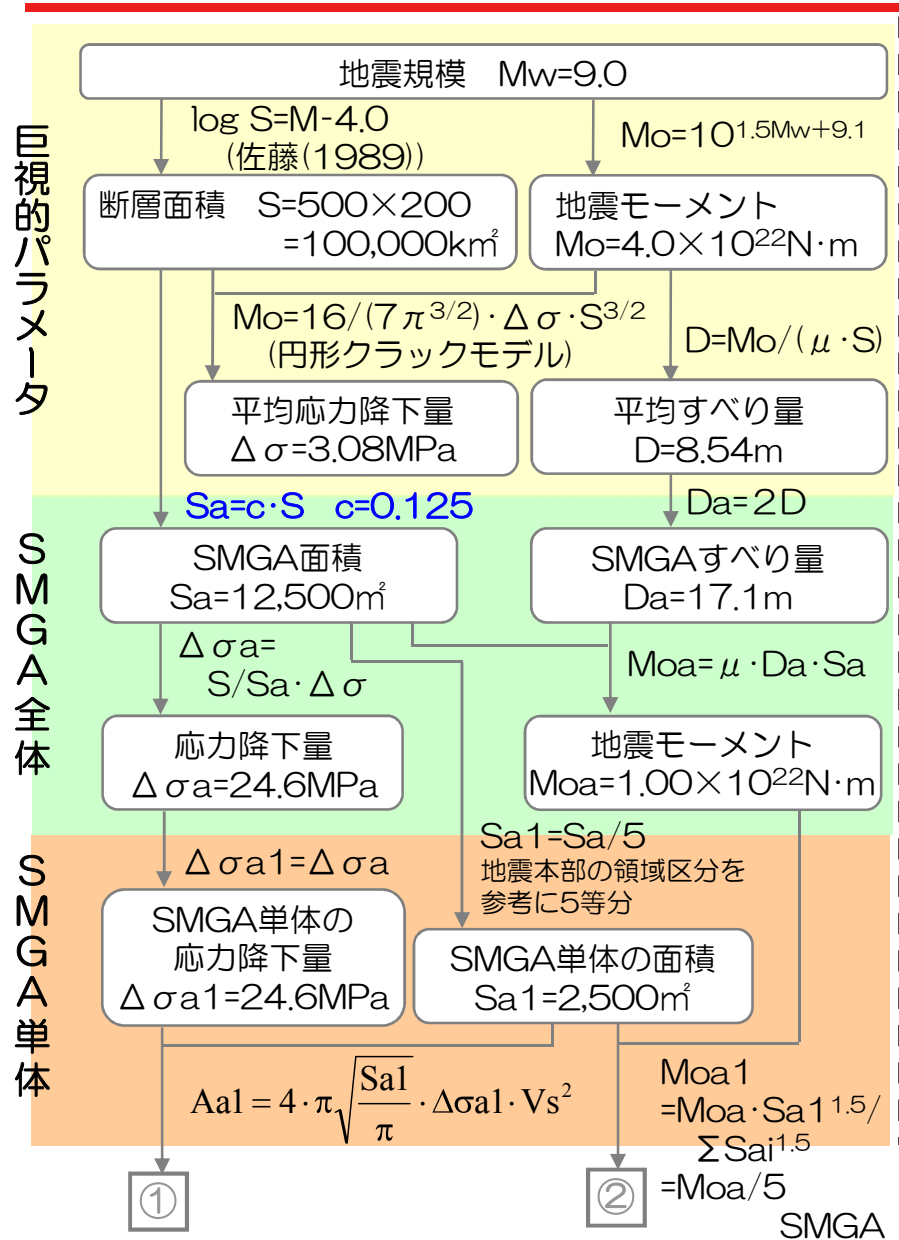 地震規模　Mw=9.0
log S=M-4.0
(佐藤(1989))
Mo=10^1.5Mw+9.1
巨視的パラメータ
断層面積　S=500×200
=100,000k㎡
地震モーメント
Mo=4.0×10^22N･m
Mo=16/(7π^3/2)･Δσ･S^3/2
(円形クラックモデル)
D=Mo/(μ･S)
平均応力降下量
Δσ=3.08MPa
平均すべり量
D=8.54m
Sa=c･S　c=0.125
Da=2D
SMGA全体
SMGA面積
Sa=12,500㎡
SMGAすべり量
Da=17.1m
Δσa=
S/Sa･Δσ
Moa=μ･Da･Sa
応力降下量
Δσa=24.6MPa
地震モーメント
Moa=1.00×10^22N･m
SMGA単体
Δσa1=Δσa
Sa1=Sa/5
地震本部の領域区分を
参考に5等分
SMGA単体の
応力降下量
Δσa1=24.6MPa
SMGA単体の面積
Sa1=2,500㎡
Aa1 = 4･π√(Sa1/π)･Δσa1･Vs^2
Moa1
=Moa･Sa1^1.5/
ΣSai^1.5
=Moa/5
①
②
SMGA